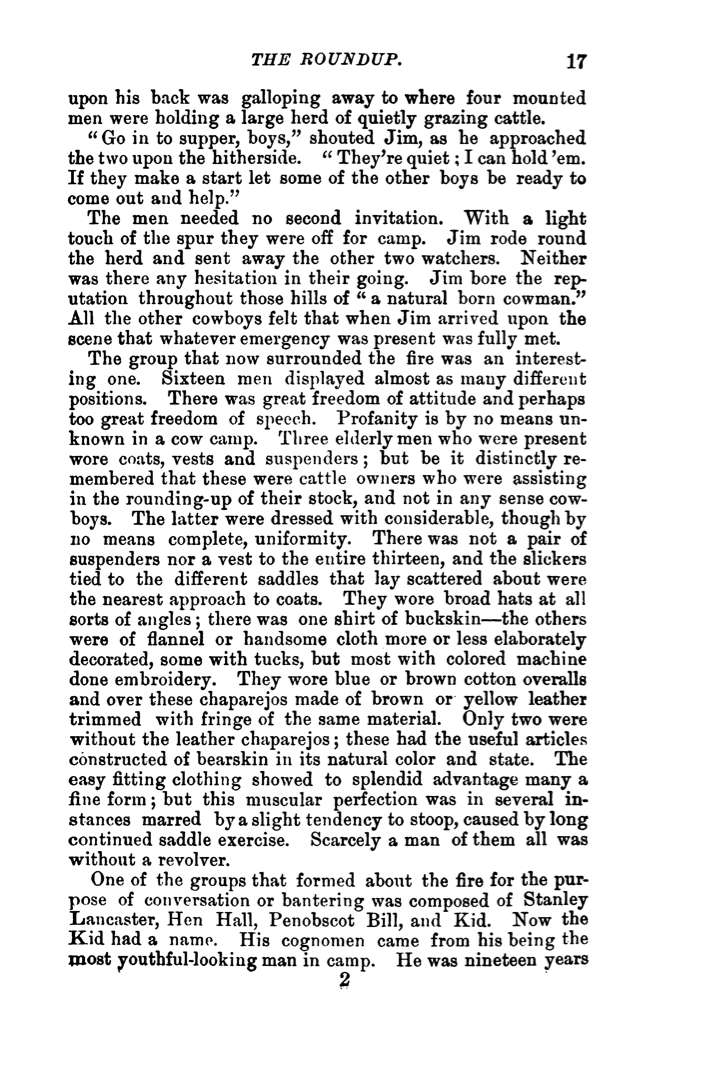 THE ROUNDUP. 17
upon his back was galloping away to where four mounted
men were holding a large herd of quietly grazing cattle.
“Go in to supper, boys,” shouted Jim, as he approached
the two upon the hitherside. “They’re quiet; I can hold ’em.
If they make a start let some of the other boys be ready to
come out and help.”
The men needed no second invitation. With a light
touch of the spur they were off for camp. Jim rode round
the herd and sent away the other two watchers. Neither
was there any hesitation in their going. Jim bore the rep-
utation throughout those hills of “a natural born cowman.”
All the other cowboys felt that when Jim arrived upon the
scene that whatever emergency was present was fully met.
The group that now surrounded the fire was an interest-
ing one. Sixteen men displayed almost as many different
positions. There was great freedom of attitude and perhaps
too great freedom of speech. Profanity is by no means un-
known in a cow camp. Three elderly men who were present
wore coats, vests and suspenders; but be it distinctly re-
membered that these were cattle owners who were assisting
in the rounding-up of their stock, and not in any sense cow-
boys. The latter were dressed with considerable, though by
no means complete, uniformity. There was not a pair of
suspenders nor a vest to the entire thirteen, and the slickers
tied to the different saddles that lay scattered about were
the nearest approach to coats. They wore broad hats at all
sorts of angles; there was one shirt of buckskin—the others
were of flannel or handsome cloth more or less elaborately
decorated, some with tucks, but most with colored machine
done embroidery. They wore blue or brown cotton overalls
and over these chaparejos made of brown or yellow leather
trimmed with fringe of the same material. Only two were
without the leather chaparejos; these had the useful articles
constructed of bearskin in its natural color and state. The
easy fitting clothing showed to splendid advantage many a
fine form; but this muscular perfection was in several in-
stances marred by a slight tendency to stoop, caused by long
continued saddle exercise. Scarcely a man of them all was
without a revolver.
One of the groups that formed about the fire for the pur-
pose of conversation or bantering was composed of Stanley
Lancaster, Hen Hall, Penobscot Bill, and Kid. Now the
Kid had a name. His cognomen came from his being the
most youthful-looking man in camp. He was nineteen years
2